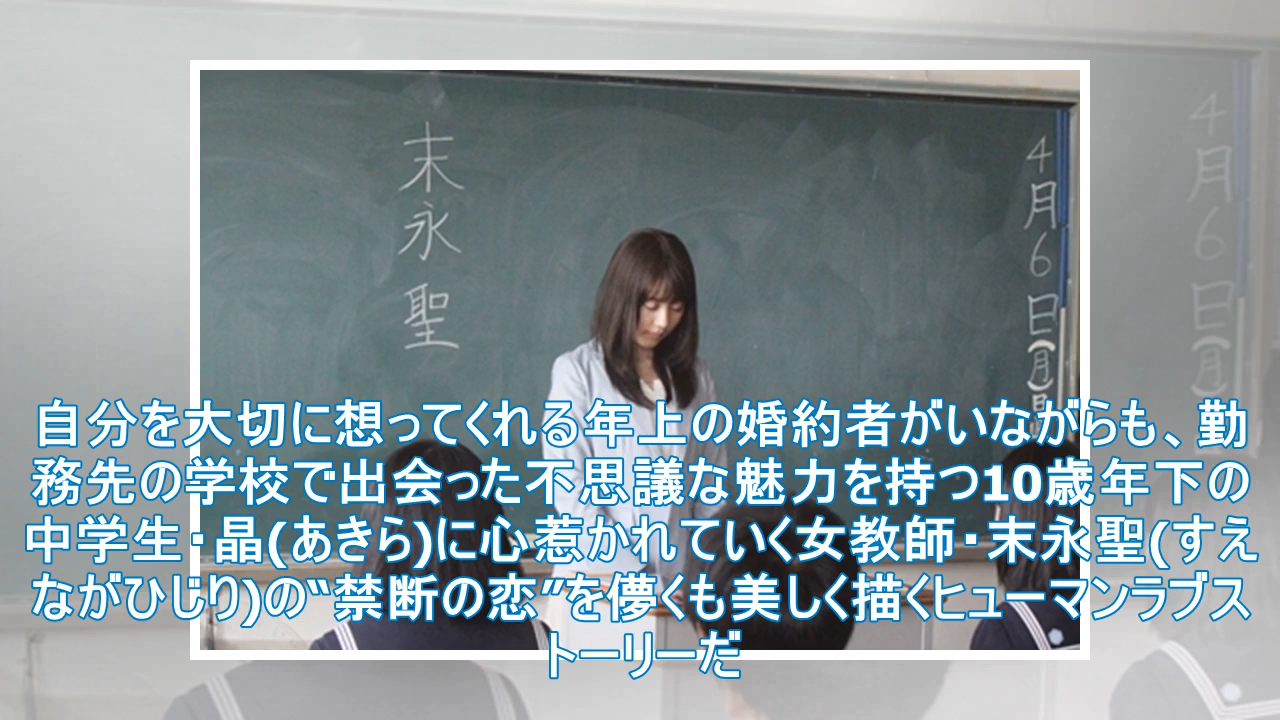 末永聖
4月6日(月)
4月6日(月)
自分を大切に想ってくれる年上の婚約者がいながらも、勤
務先の学校で出会った不思議な魅力を持つ10歳年下の
中学生・晶(あきら)に心惹かれていく女教師・末永聖(すえ
ながひじり)の“禁断の恋”を儚くも美しく描くヒューマンラブス
トーリーだ